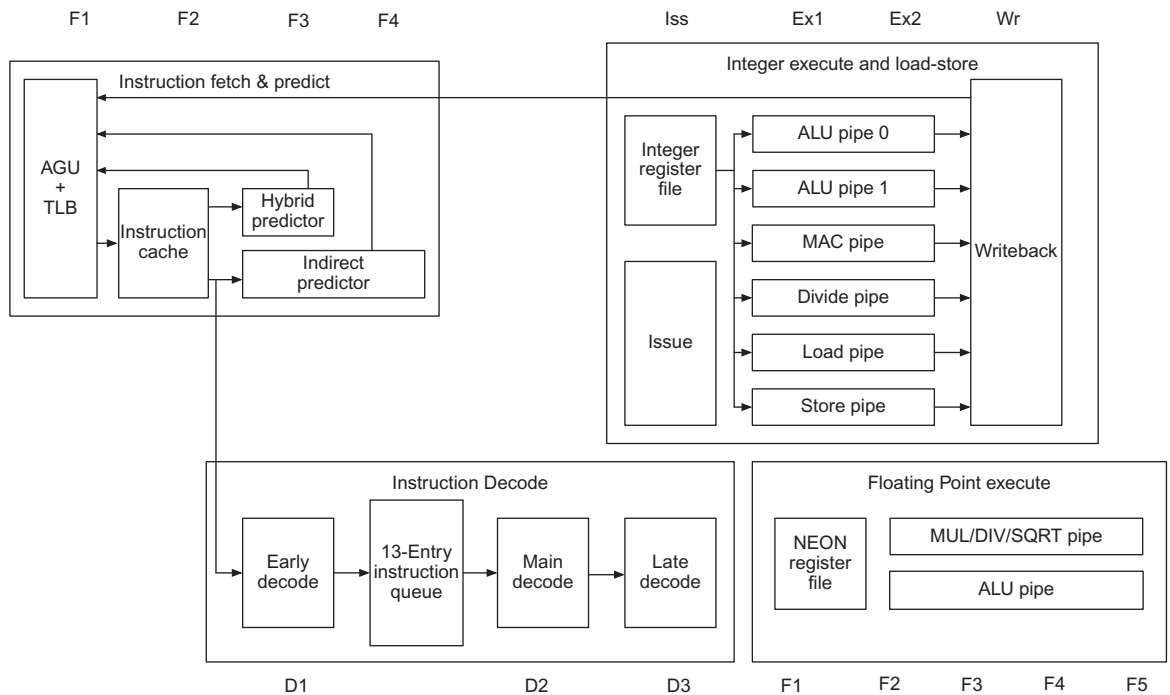 F1 F2 F3 F4 Iss Ex1 Ex2 Wr
Instruction fetch & predict
AGU
+
TLB
Instruction
cache
Hybrid
predictor
Indirect
predictor
Integer execute and load-store
Integer
register
file
Issue
ALU pipe 0
ALU pipe 1
MAC pipe
Divide pipe
Load pipe
Store pipe
Writeback
Instruction Decode
Early
decode
13-Entry
instruction
queue
Main
decode
Late
decode
D1 D2 D3
Floating Point execute
NEON
register
file
MUL/DIV/SQRT pipe
ALU pipe
F1 F2 F3 F4 F5